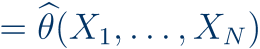 = \widehat{\theta}(X_1, \ldots, X_N)